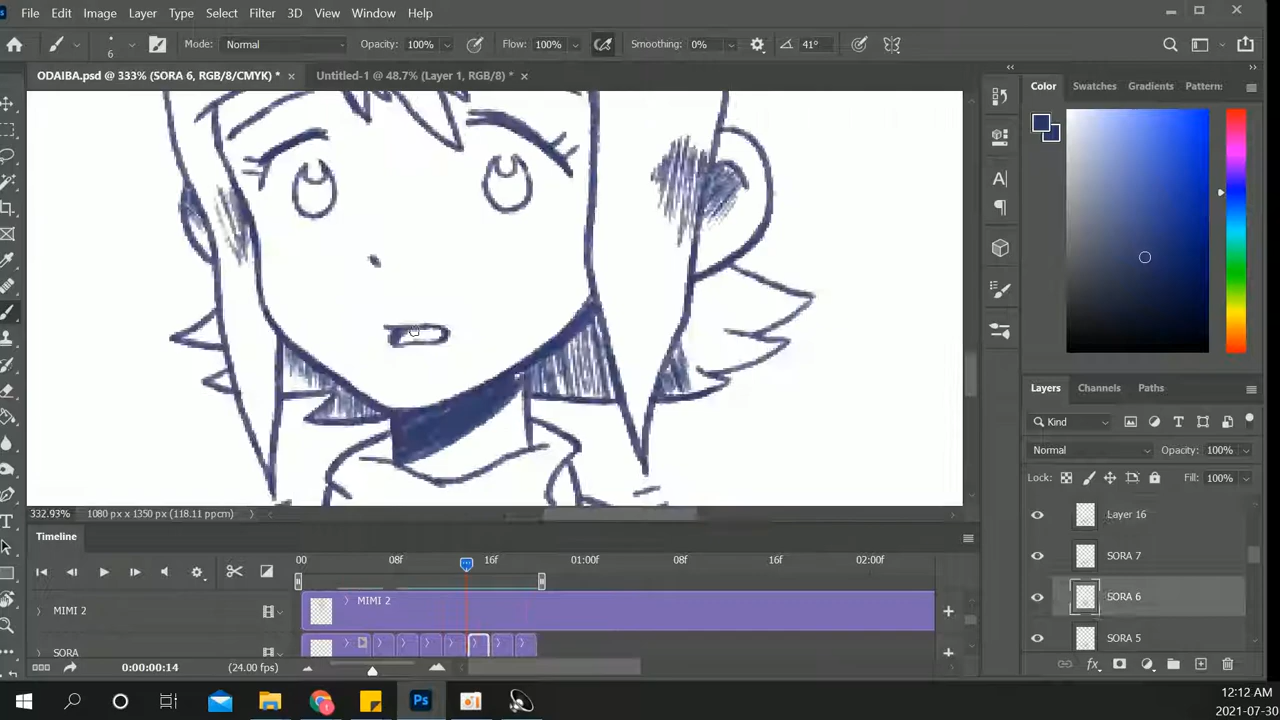 File Edit Image Layer Type Select Filter 3D View Window Help
6 Mode: Normal Opacity: 100% Flow: 100% Smoothing: 0% 41°
ODAIBA.psd @ 333% (SORA 6, RGB/8/CMYK) * Untitled-1 @ 48.7% (Layer 1, RGB/8) *
Color Swatches Gradients Patterns
Layers Channels Paths
Kind
Normal Opacity: 100%
Lock: Fill: 100%
Layer 16
SORA 7
SORA 6
SORA 5
332.93% 1080 px x 1350 px (118.11 ppcm)
Timeline
00 08f 16f 01:00f 08f 16f 02:00f
MIMI 2 MIMI 2
SORA
0:00:00:14 (24.00 fps)
12:12 AM
2021-07-30